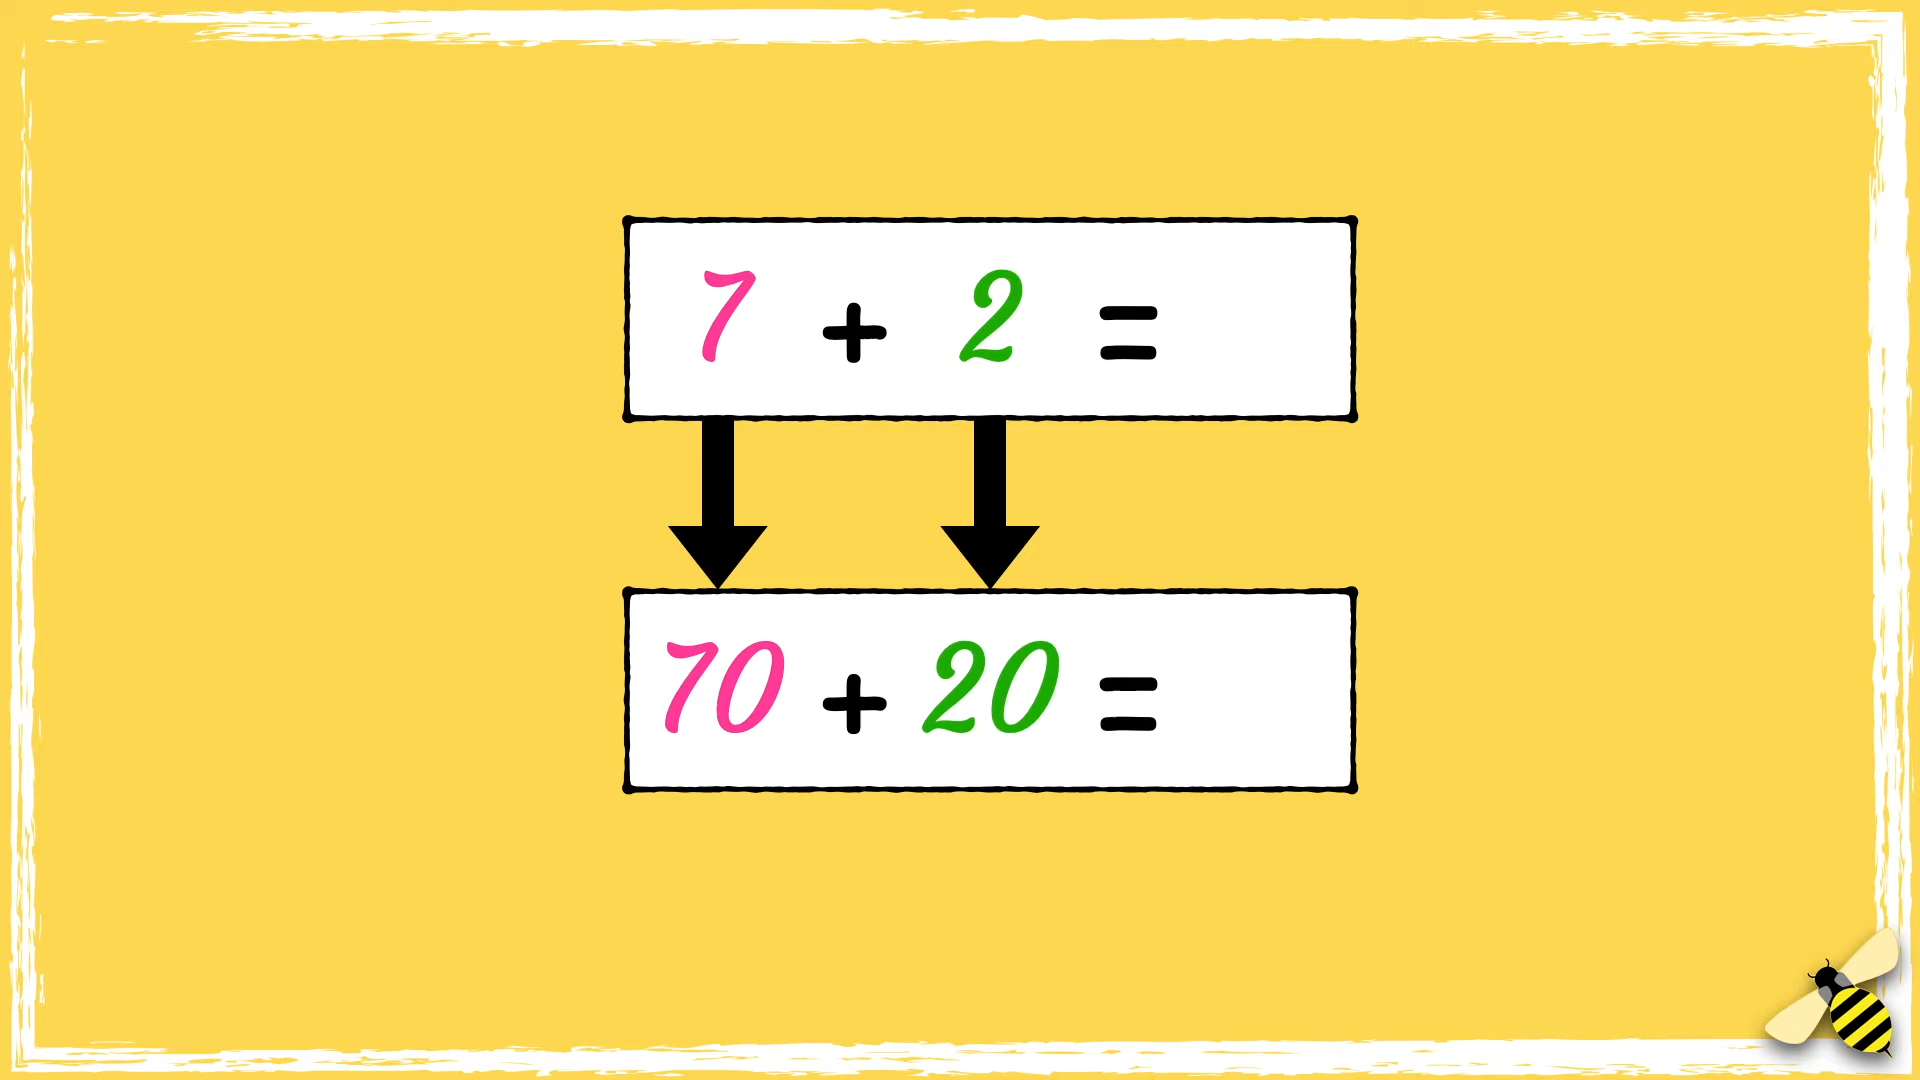 7 + 2 =
70 + 20 =